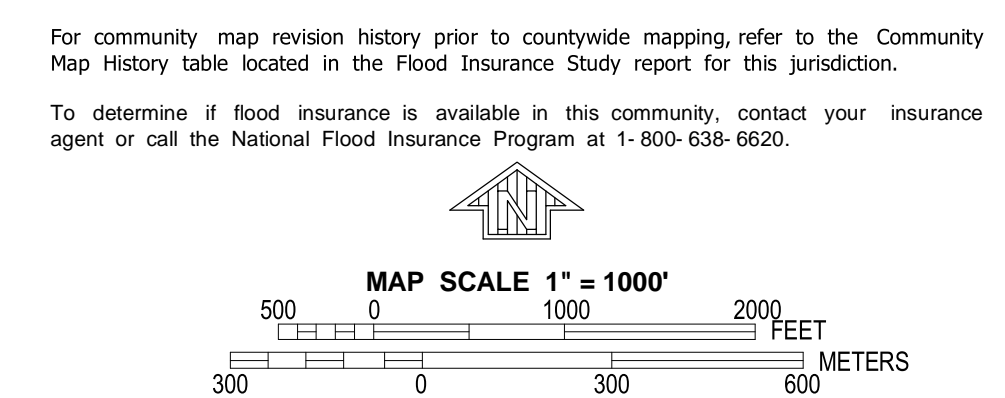 For community map revision history prior to countywide mapping, refer to the Community
Map History table located in the Flood Insurance Study report for this jurisdiction.
To determine if flood insurance is available in this community, contact your insurance
agent or call the National Flood Insurance Program at 1- 800- 638- 6620.
N
MAP SCALE 1" = 1000'
500 0 1000 2000
FEET
METERS
300 0 300 600